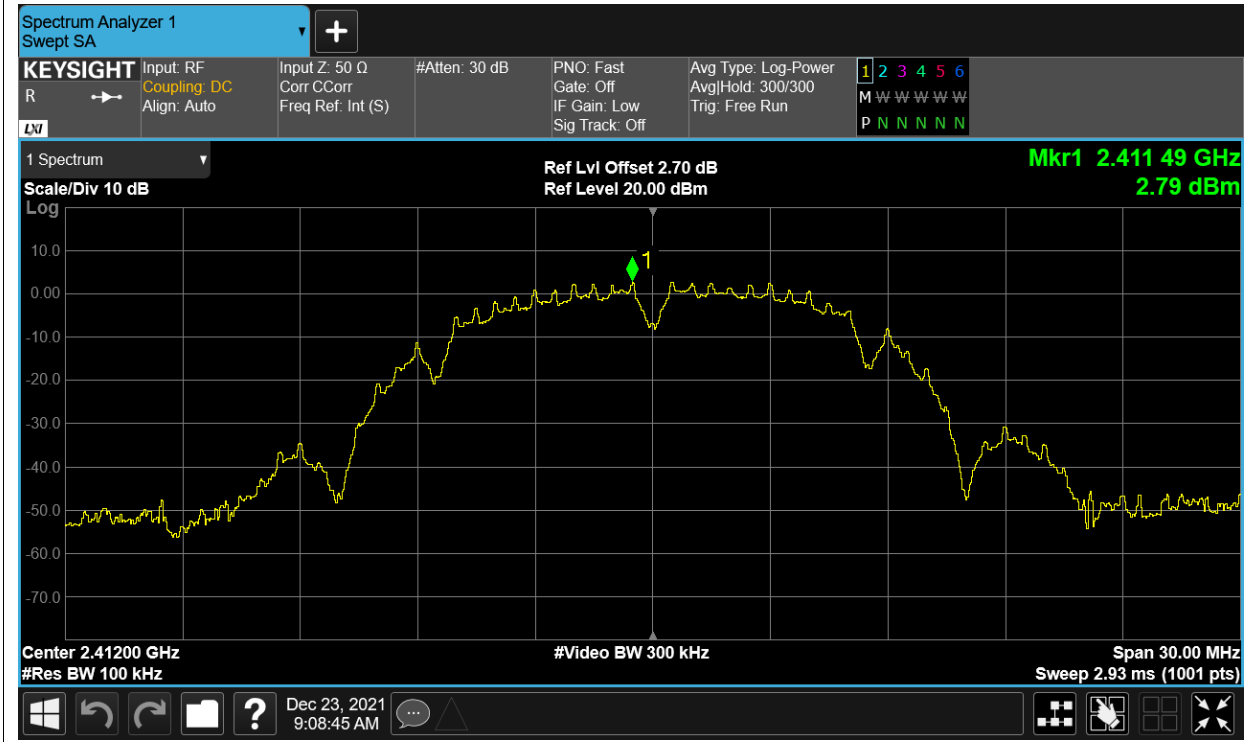 Spectrum Analyzer 1
Swept SA
KEYSIGHT
R
LXI
Input: RF
Coupling: DC
Align: Auto
Input Z: 50 Ω
Corr CCorr
Freq Ref: Int (S)
#Atten: 30 dB
PNO: Fast
Gate: Off
IF Gain: Low
Sig Track: Off
Avg Type: Log-Power
Avg|Hold: 300/300
Trig: Free Run
1 2 3 4 5 6
M W W W W W
P N N N N N
1 Spectrum
Scale/Div 10 dB
Log
Ref Lvl Offset 2.70 dB
Ref Level 20.00 dBm
Mkr1 2.411 49 GHz
2.79 dBm
1
10.0
0.00
-10.0
-20.0
-30.0
-40.0
-50.0
-60.0
-70.0
Center 2.41200 GHz
#Res BW 100 kHz
#Video BW 300 kHz
Span 30.00 MHz
Sweep 2.93 ms (1001 pts)
?
Dec 23, 2021
9:08:45 AM